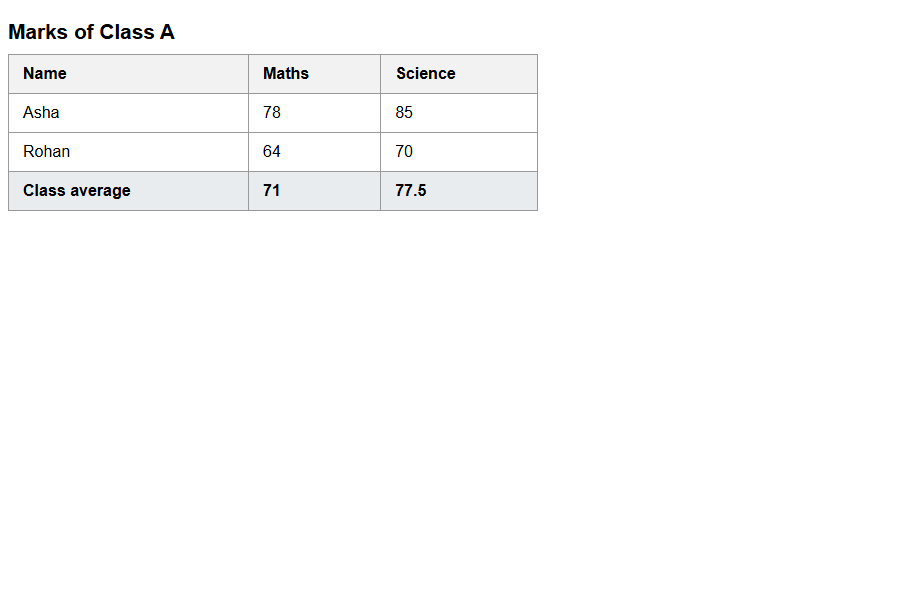 Marks of Class A
Name Maths Science
Asha 78 85
Rohan 64 70
Class average 71 77.5